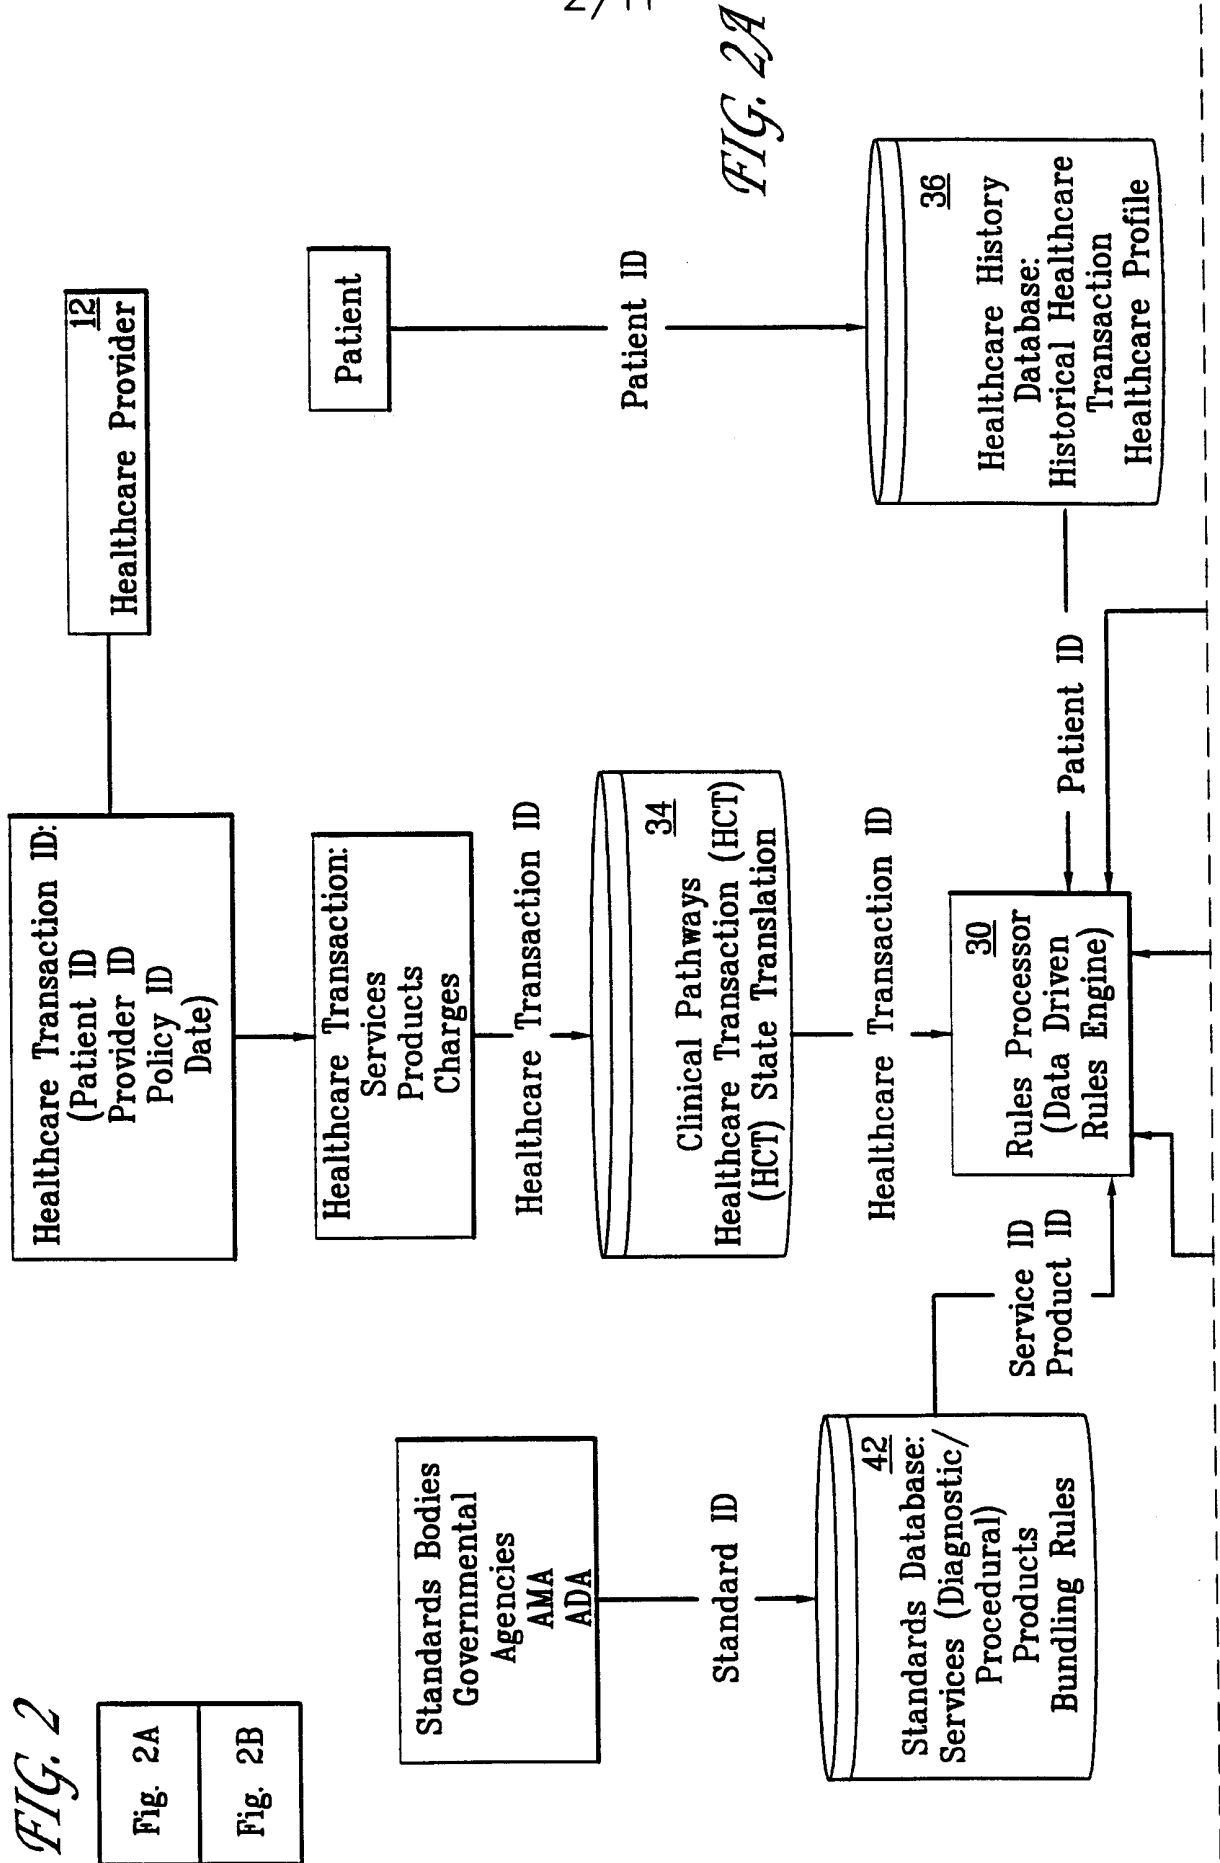 2/11
FIG. 2
Fig. 2A
Fig. 2B
FIG. 2A
Healthcare Transaction ID:
(Patient ID
Provider ID
Policy ID
Date)
12
Healthcare Provider
Healthcare Transaction:
Services
Products
Charges
Patient
Standards Bodies
Governmental
Agencies
AMA
ADA
Healthcare Transaction ID
Patient ID
Standard ID
34
Clinical Pathways
Healthcare Transaction (HCT)
(HCT) State Translation
36
Healthcare History
Database:
Historical Healthcare
Transaction
Healthcare Profile
42
Standards Database:
Services (Diagnostic/
Procedural)
Products
Bundling Rules
Healthcare Transaction ID
Service ID
Product ID
30
Rules Processor
(Data Driven
Rules Engine)
Patient ID